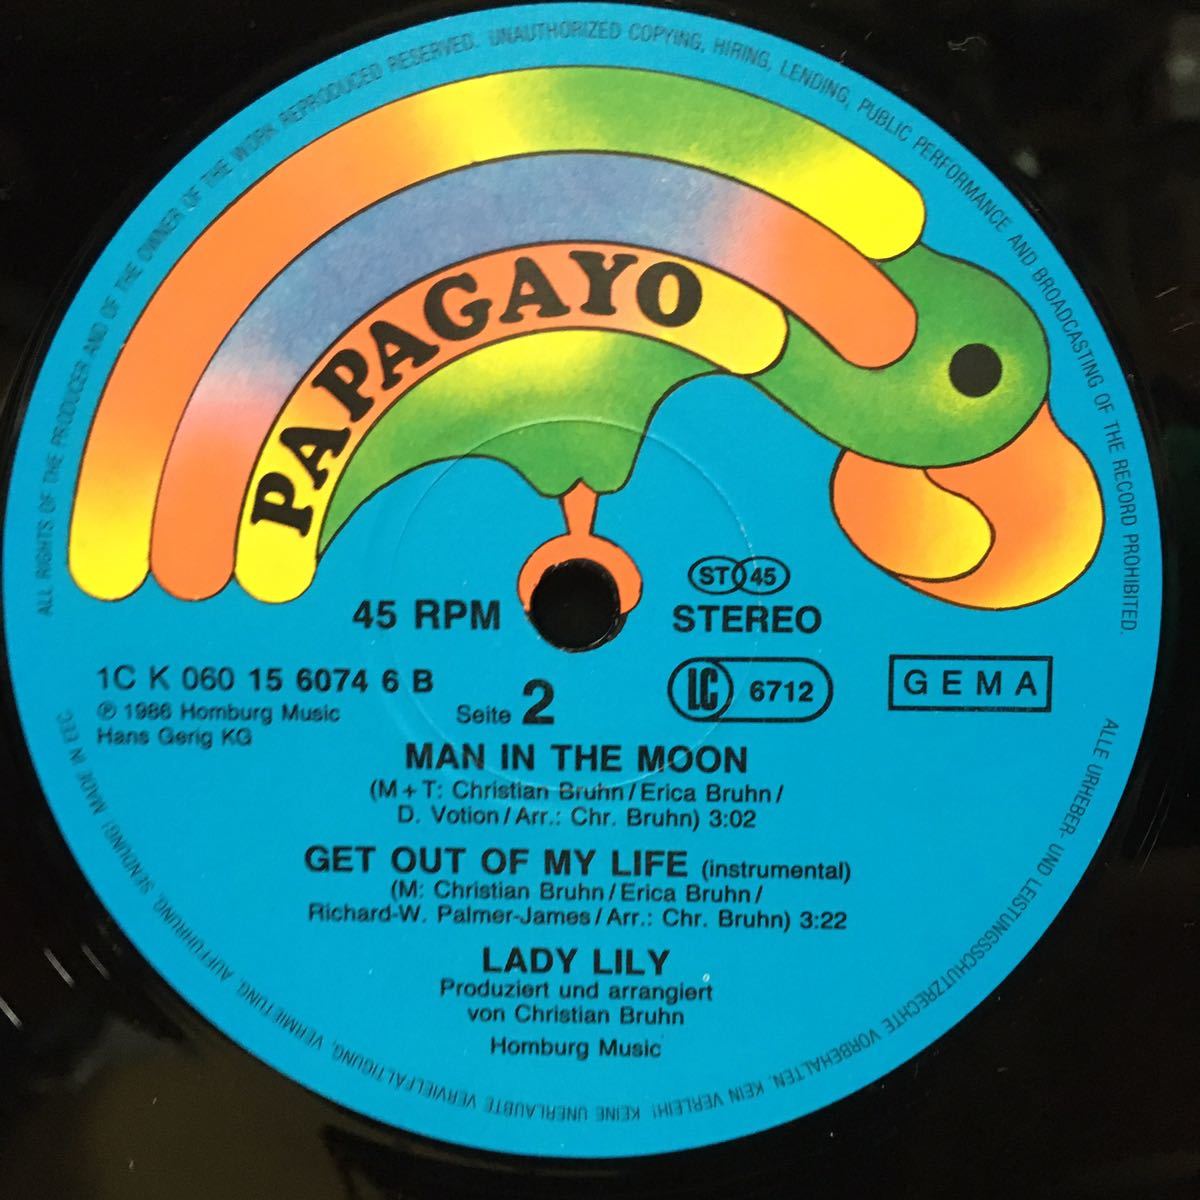 ALL RIGHTS OF THE PRODUCER AND OF THE OWNER OF THE WORK REPRODUCED RESERVED. UNAUTHORIZED COPYING, HIRING, LENDING, PUBLIC PERFORMANCE AND BROADCASTING OF THE RECORD PROHIBITED.
PAPAGAYO
45 RPM
ST 45
STEREO
1C K 060 15 6074 6 B
℗ 1986 Homburg Music
Hans Gerig KG
Seite 2
LC 6712
GEMA
MAN IN THE MOON
(M + T: Christian Bruhn / Erica Bruhn /
D. Votion / Arr.: Chr. Bruhn) 3:02
GET OUT OF MY LIFE (instrumental)
(M: Christian Bruhn / Erica Bruhn /
Richard-W. Palmer-James / Arr.: Chr. Bruhn) 3:22
LADY LILY
Produziert und arrangiert
von Christian Bruhn
Homburg Music
ALLE URHEBER- UND LEISTUNGSSCHUTZRECHTE VORBEHALTEN. KEIN VERLEIH! KEINE UNERLAUBTE VERVIELFÄLTIGUNG, VERMIETUNG, AUFFÜHRUNG, SENDUNG! MADE IN EEC